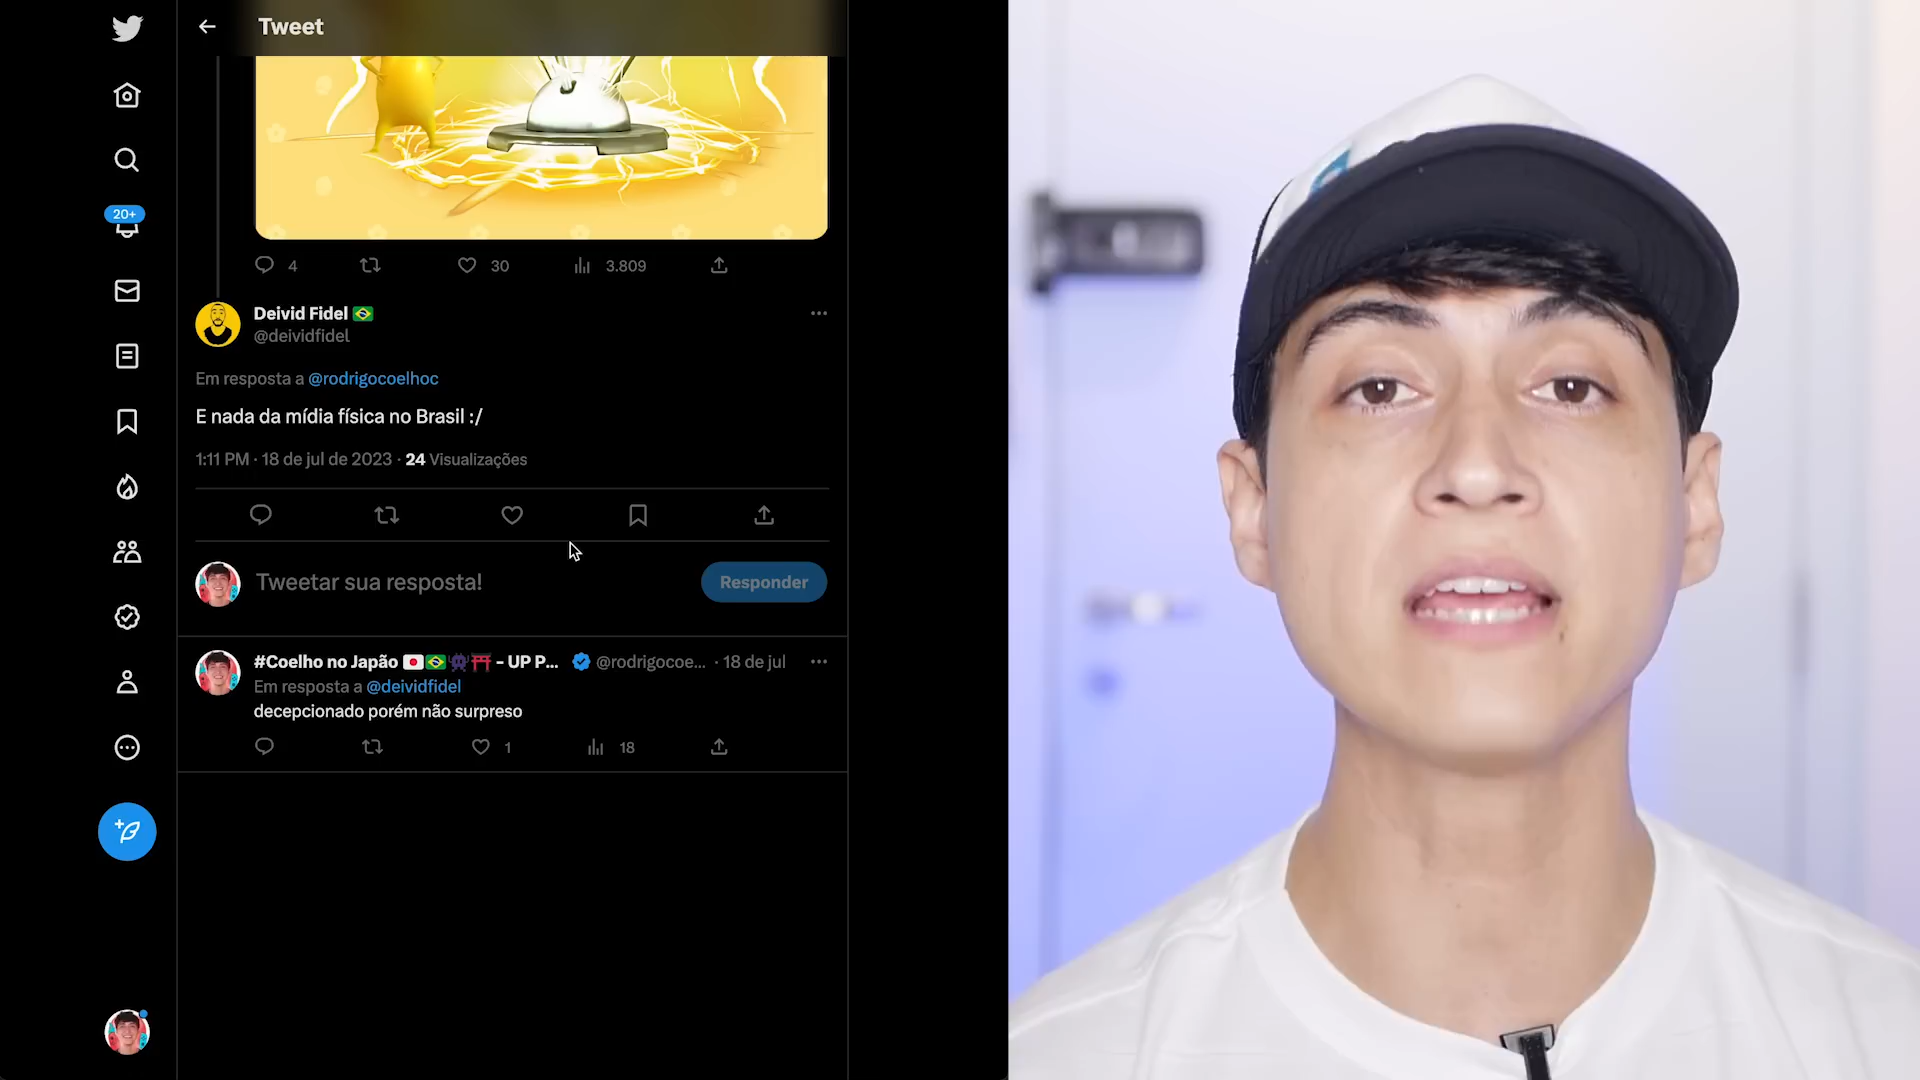 Tweet
20+
4
30
3.809
Deivid Fidel
@deividfidel
Em resposta a @rodrigocoelhoc
E nada da mídia física no Brasil :/
1:11 PM · 18 de jul de 2023 · 24 Visualizações
Tweetar sua resposta!
Responder
#Coelho no Japão 🇯🇵🇧🇷👾⛩️ - UP P... @rodrigocoe... · 18 de jul
Em resposta a @deividfidel
decepcionado porém não surpreso
1
18